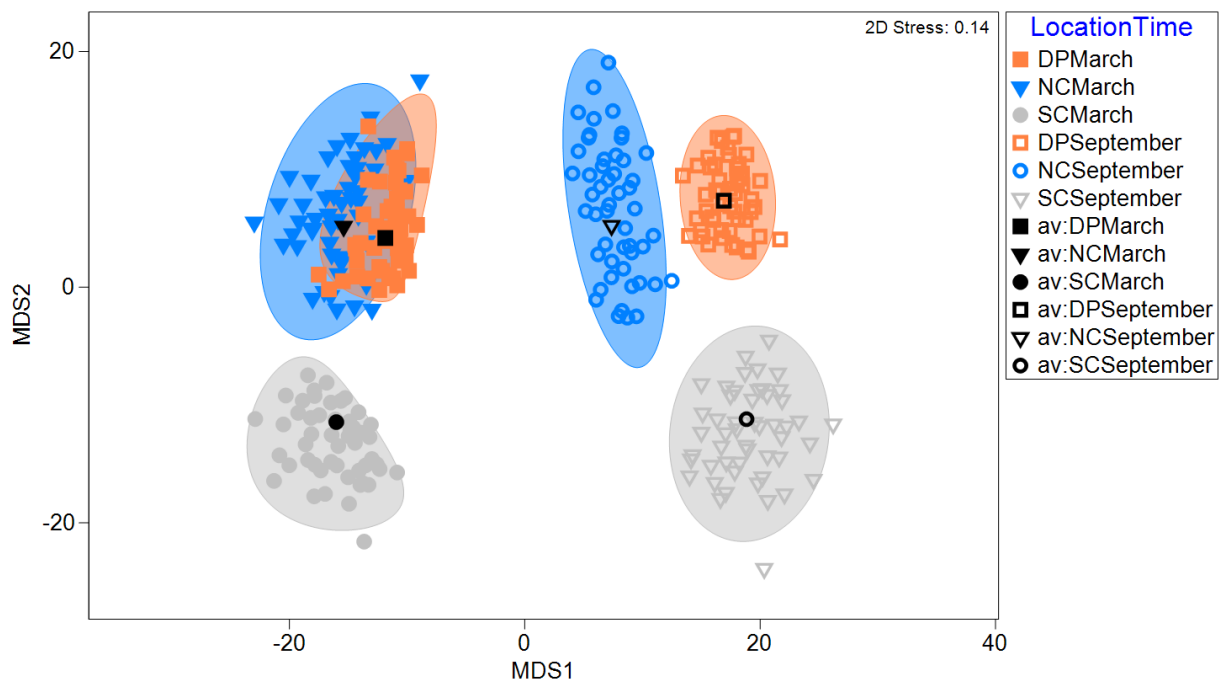 2D Stress: 0.14
20
0
-20
MDS2
-20
0
20
40
MDS1
LocationTime
DPMarch
NCMarch
SCMarch
DPSeptember
NCSeptember
SCSeptember
av:DPMarch
av:NCMarch
av:SCMarch
av:DPSeptember
av:NCSeptember
av:SCSeptember